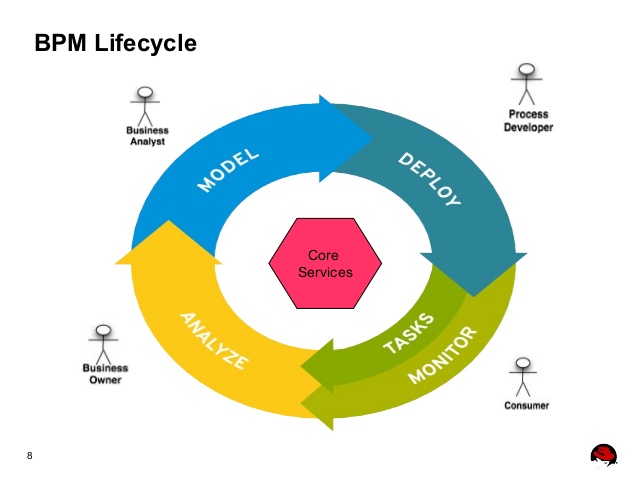 BPM Lifecycle
Business
Analyst
Process
Developer
MODEL
DEPLOY
Core
Services
ANALYZE
TASKS
MONITOR
Business
Owner
Consumer
8